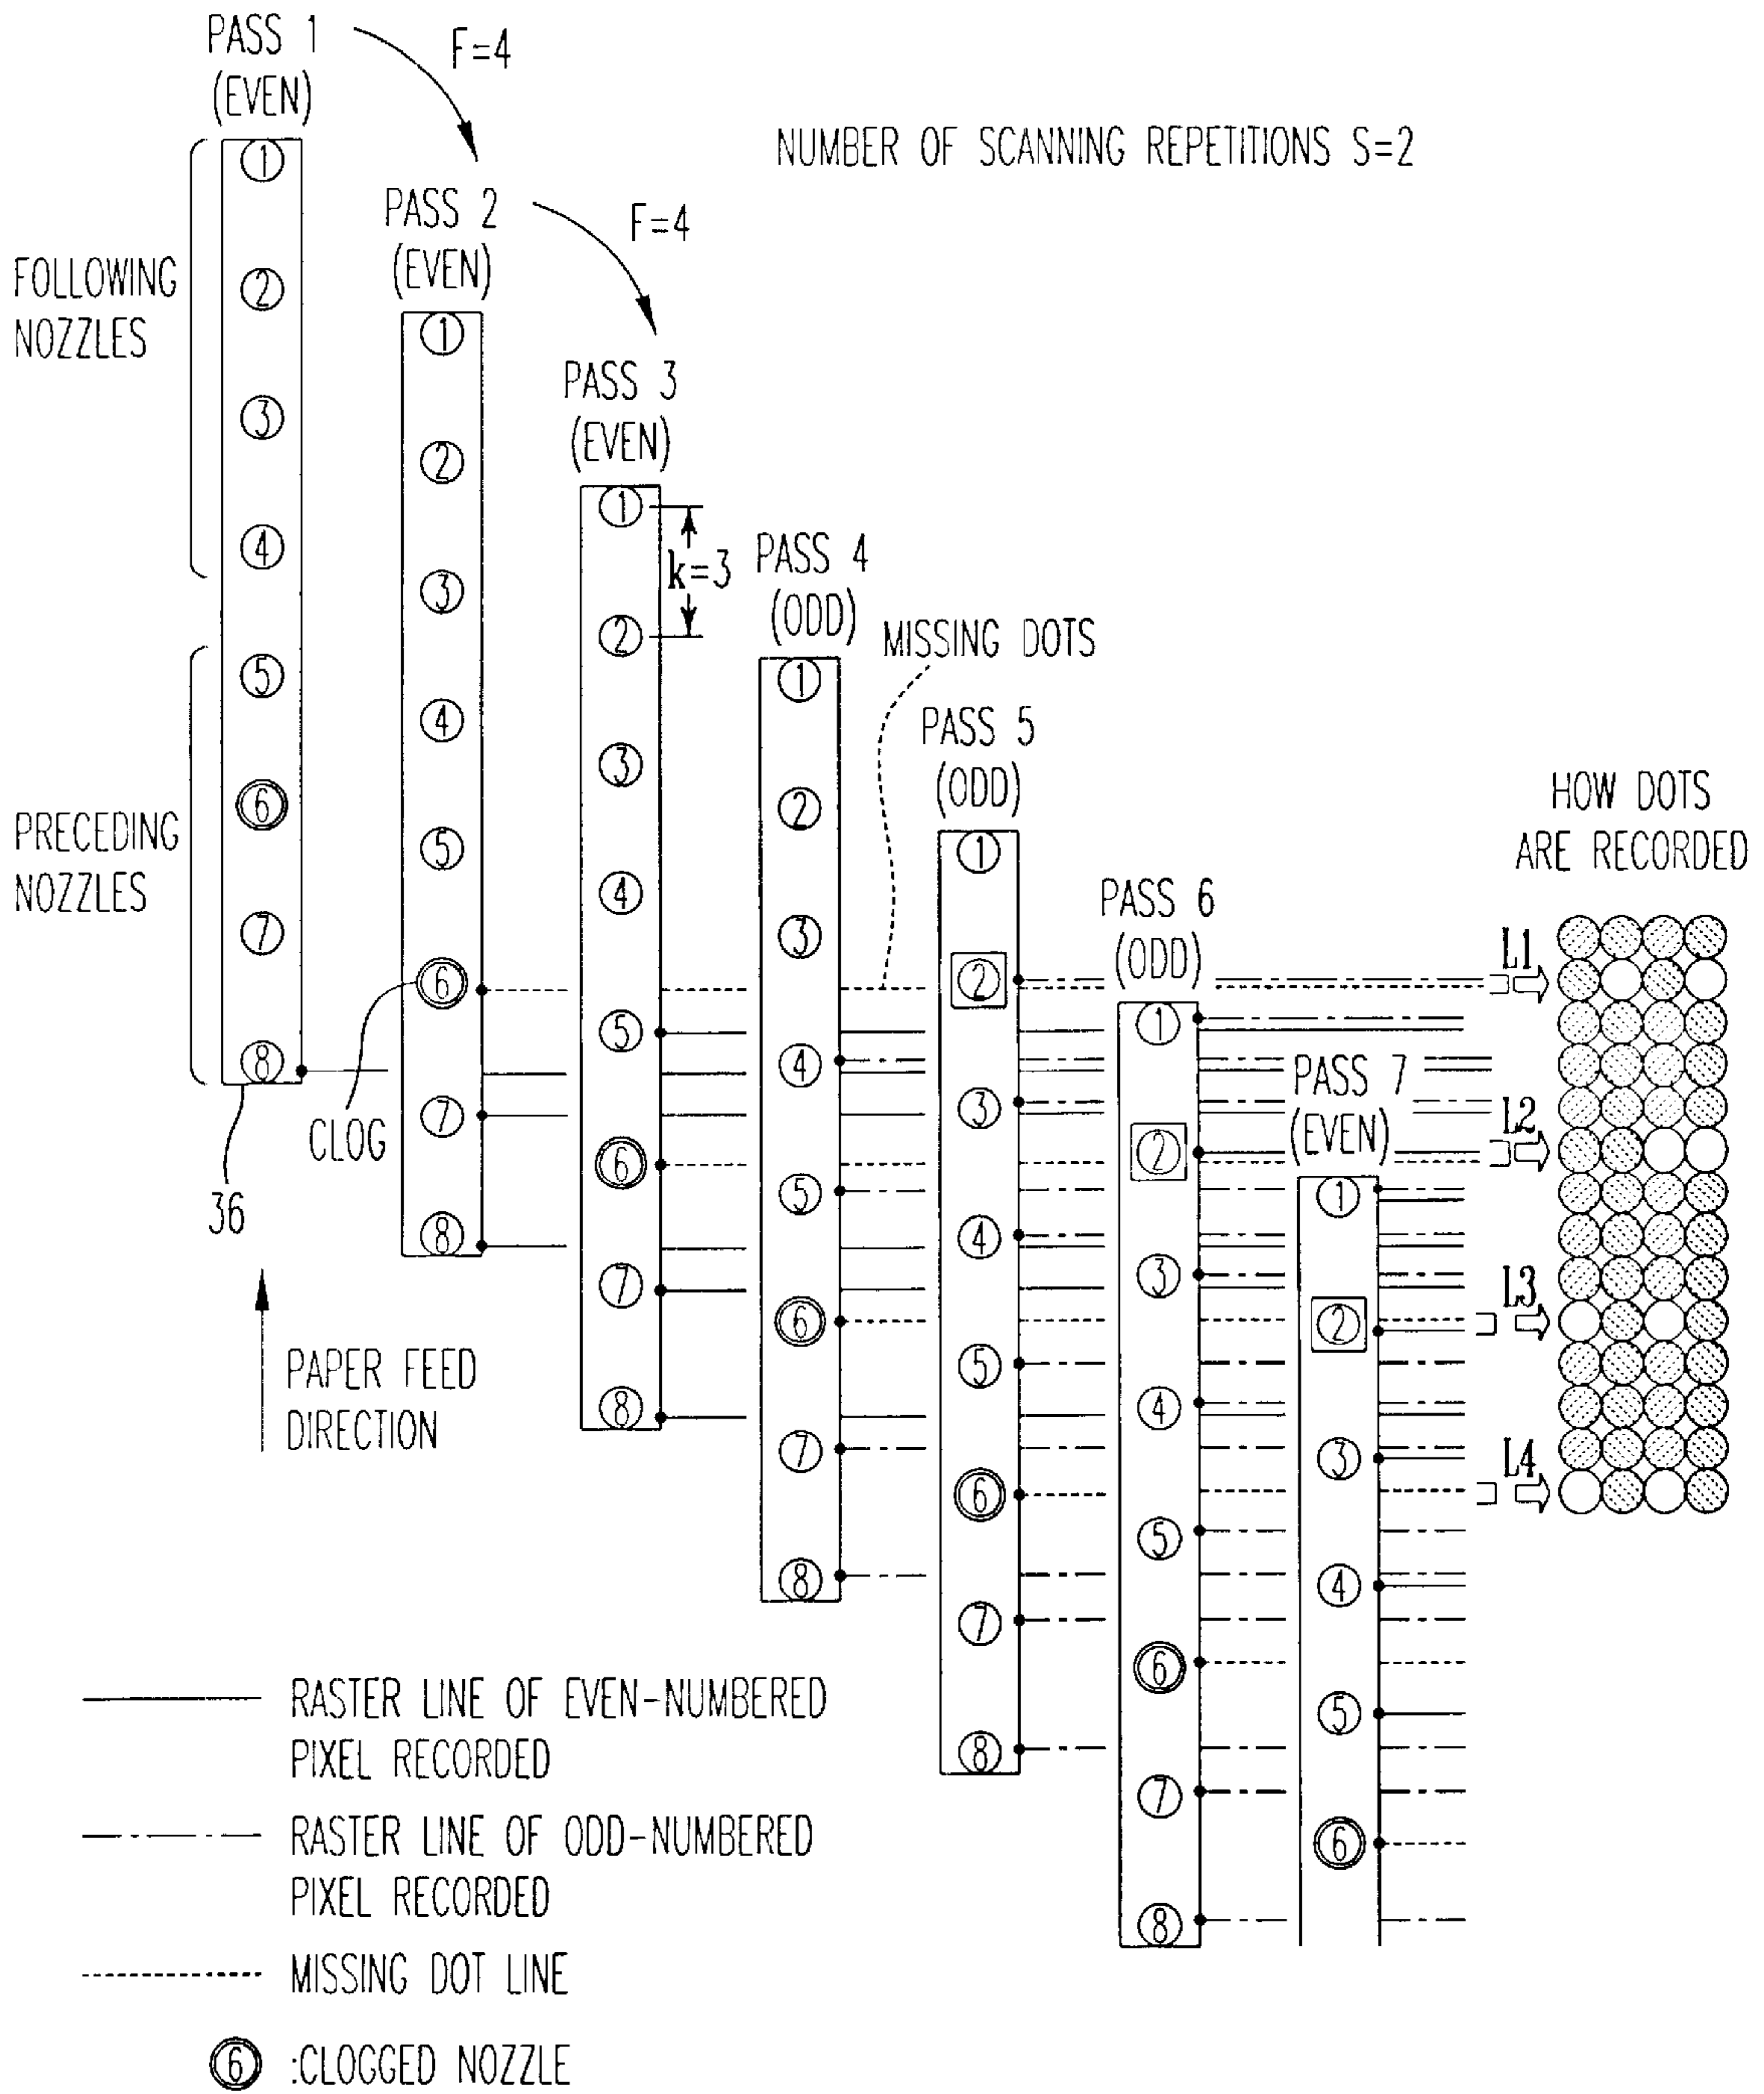 PASS 1
(EVEN)
F=4
NUMBER OF SCANNING REPETITIONS S=2
PASS 2
(EVEN)
F=4
PASS 3
(EVEN)
FOLLOWING
NOZZLES
PRECEDING
NOZZLES
1
2
3
4
5
6
7
8
36
CLOG
1
2
3
4
5
6
7
8
k=3
1
2
3
4
5
6
7
8
PASS 4
(ODD)
1
2
3
4
5
6
7
8
MISSING DOTS
PASS 5
(ODD)
1
2
3
4
5
6
7
8
PASS 6
(ODD)
1
2
3
4
5
6
7
8
PASS 7
(EVEN)
1
2
3
4
5
6
HOW DOTS
ARE RECORDED
L1
L2
L3
L4
PAPER FEED
DIRECTION
RASTER LINE OF EVEN-NUMBERED
PIXEL RECORDED
RASTER LINE OF ODD-NUMBERED
PIXEL RECORDED
MISSING DOT LINE
6 :CLOGGED NOZZLE